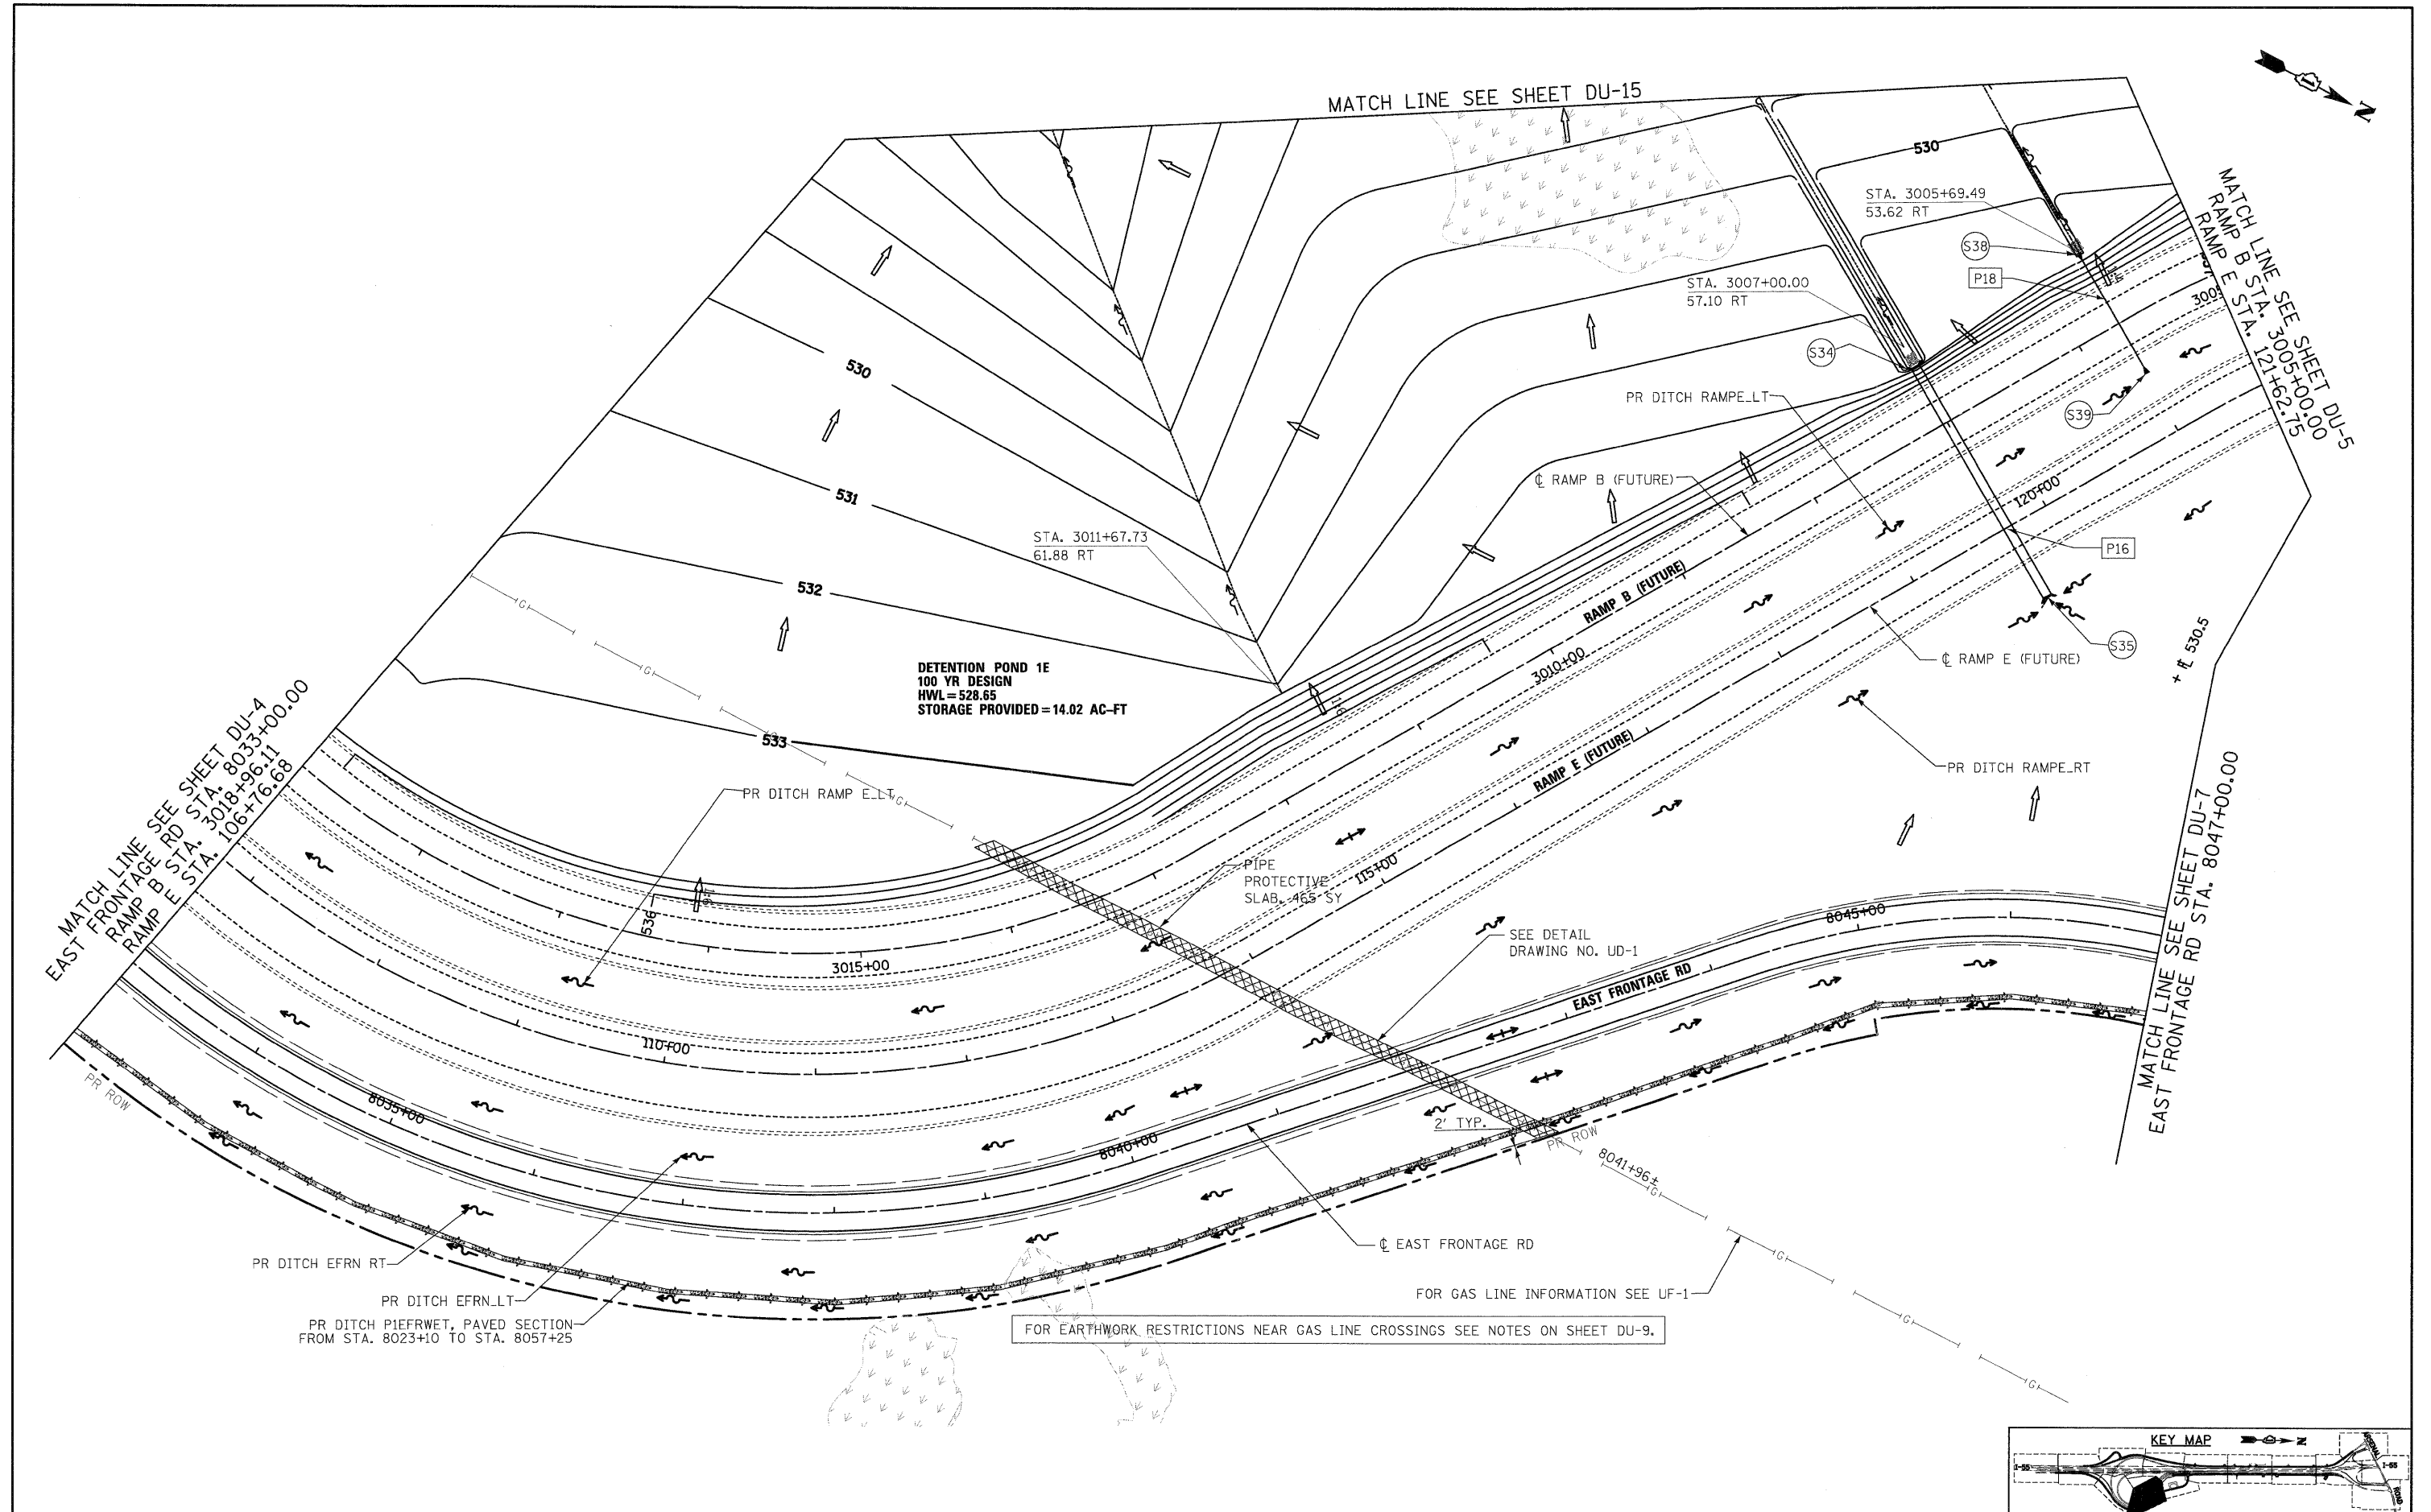 MATCH LINE SEE SHEET DU-15
N
530
STA. 3005+69.49
53.62 RT
S38
P18
MATCH LINE SEE SHEET DU-5
RAMP B STA. 3005+00.00
RAMP E STA. 121+62.75
STA. 3007+00.00
57.10 RT
S34
S39
PR DITCH RAMPE_LT
℄ RAMP B (FUTURE)
120+00
P16
530
531
STA. 3011+67.73
61.88 RT
532
RAMP B (FUTURE)
3010+00
S35
℄ RAMP E (FUTURE)
530.5
G
G
DETENTION POND 1E
100 YR DESIGN
HWL=528.65
STORAGE PROVIDED=14.02 AC-FT
533
G
G
RAMP E (FUTURE)
PR DITCH RAMPE_RT
MATCH LINE SEE SHEET DU-4
EAST FRONTAGE RD STA. 8033+00.00
RAMP B STA. 3018+96.11
RAMP E STA. 106+76.68
PR DITCH RAMP E_LT
PIPE
PROTECTIVE
SLAB, 465 SY
115+00
MATCH LINE SEE SHEET DU-7
EAST FRONTAGE RD STA. 8047+00.00
536
3015+00
SEE DETAIL
DRAWING NO. UD-1
8045+00
EAST FRONTAGE RD
110+00
PR ROW
8035+00
8040+00
2' TYP.
PR ROW
8041+96±
G
℄ EAST FRONTAGE RD
PR DITCH EFRN RT
PR DITCH EFRN_LT
PR DITCH P1EFRWET, PAVED SECTION
FROM STA. 8023+10 TO STA. 8057+25
FOR GAS LINE INFORMATION SEE UF-1
G
G
G
FOR EARTHWORK RESTRICTIONS NEAR GAS LINE CROSSINGS SEE NOTES ON SHEET DU-9.
KEY MAP
N
I-55
I-55
ARSENAL
ROAD